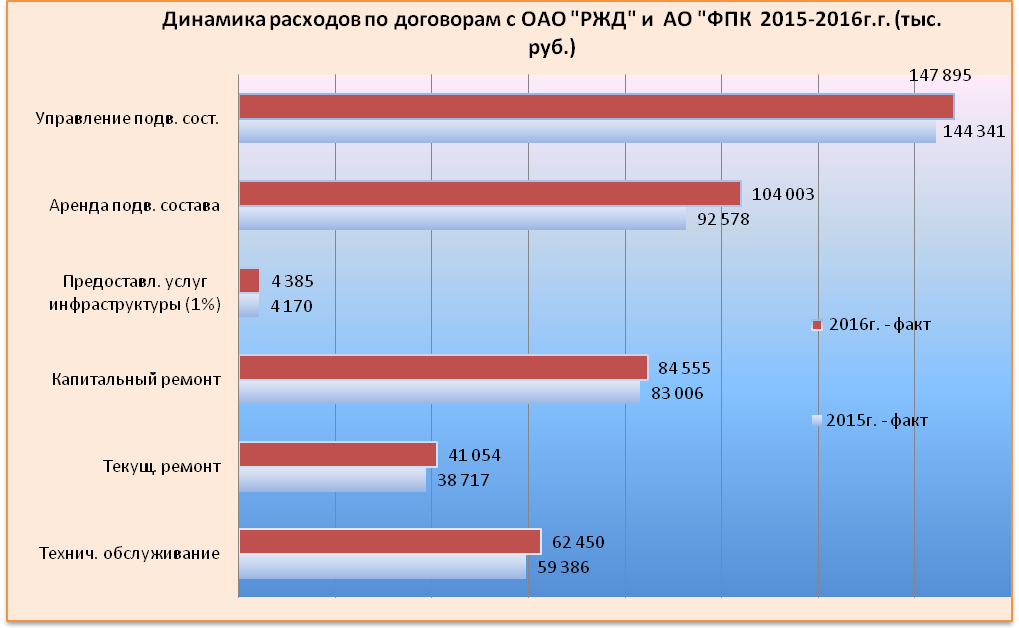 Динамика расходов по договорам с ОАО "РЖД" и АО "ФПК 2015-2016г.г. (тыс.
руб.)
147 895
Управление подв. сост.
144 341
Аренда подв. состава
104 003
92 578
Предоставл. услуг
инфраструктуры (1%)
4 385
4 170
2016г. - факт
Капитальный ремонт
84 555
83 006
2015г. - факт
Текущ. ремонт
41 054
38 717
Технич. обслуживание
62 450
59 386